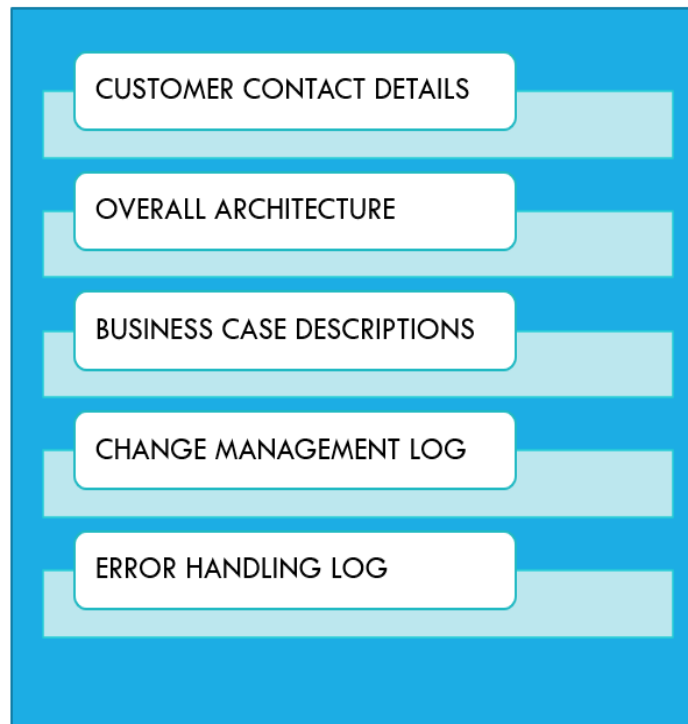 CUSTOMER CONTACT DETAILS
OVERALL ARCHITECTURE
BUSINESS CASE DESCRIPTIONS
CHANGE MANAGEMENT LOG
ERROR HANDLING LOG